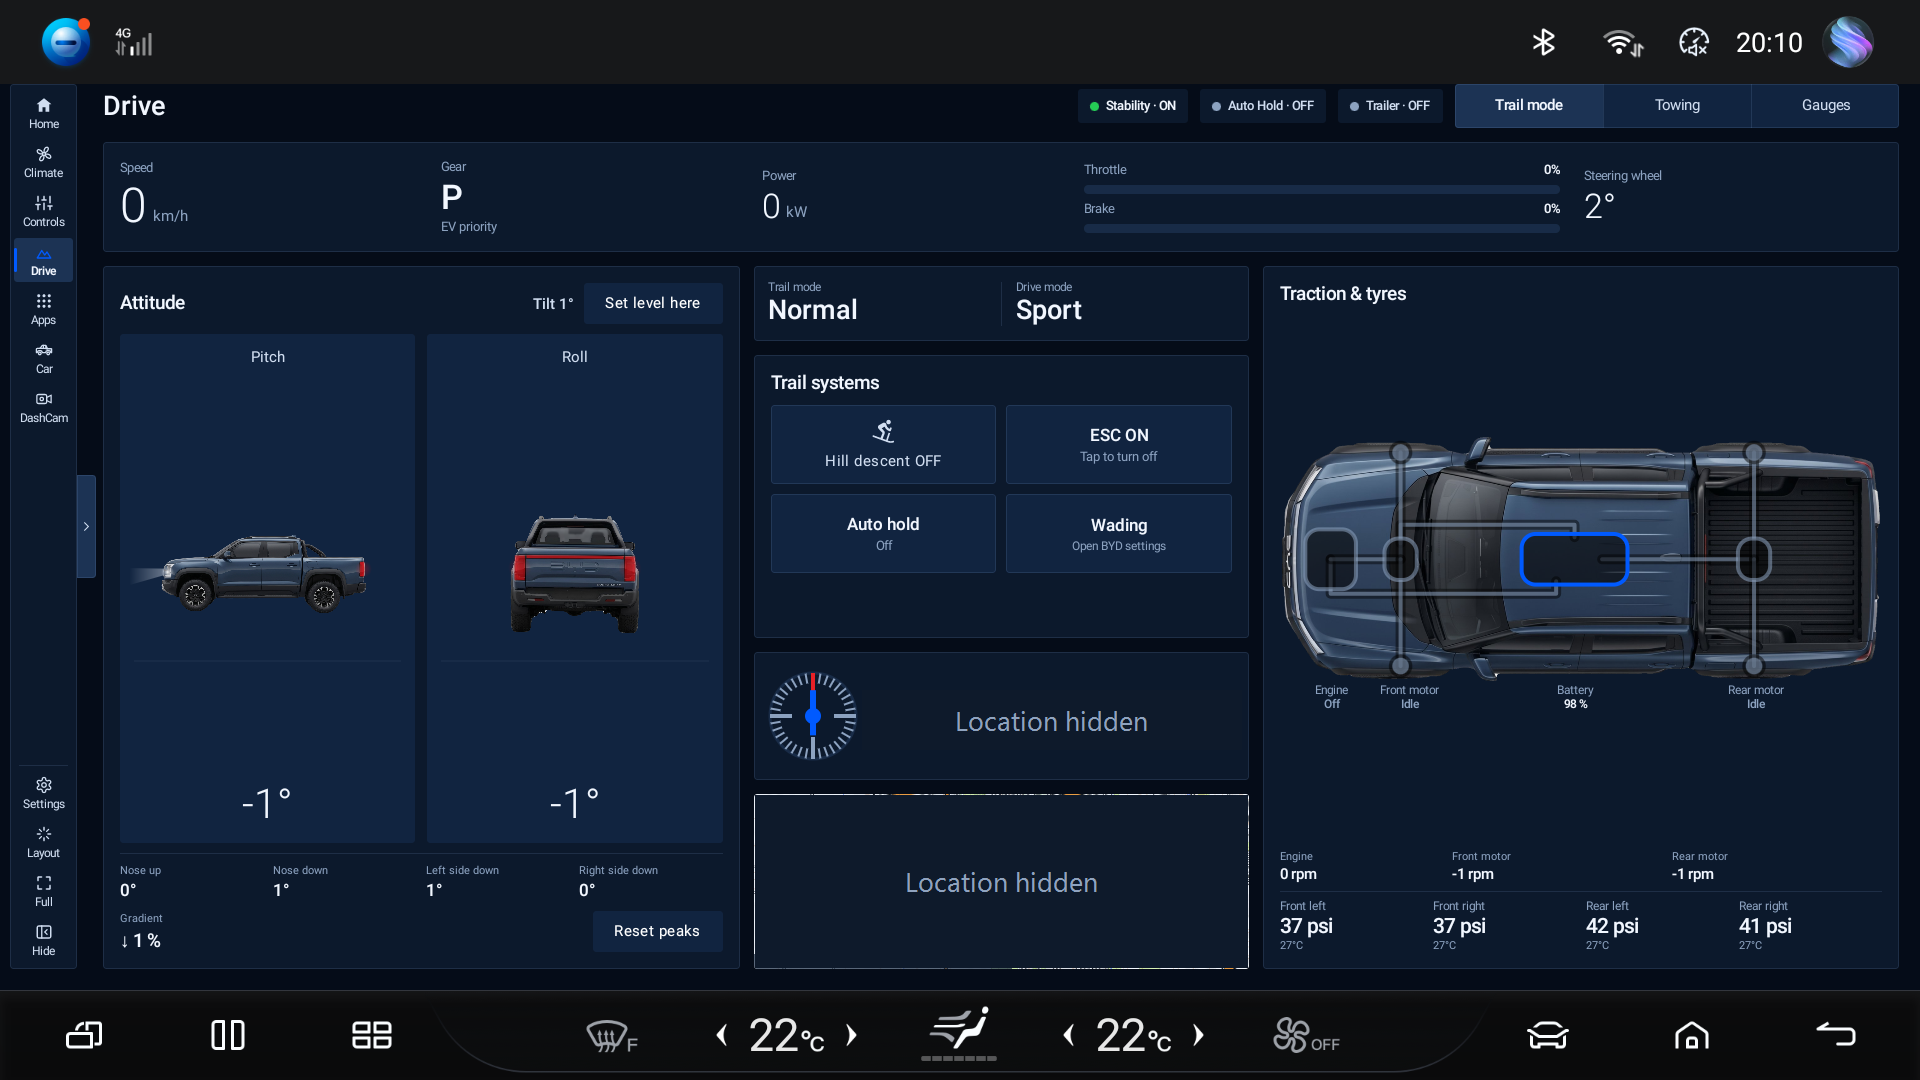 4G
20:10
Home
Climate
Controls
Drive
Apps
Car
DashCam
Settings
Layout
Full
Hide
Drive
Stability · ON
Auto Hold · OFF
Trailer · OFF
Trail mode
Towing
Gauges
Speed
0 km/h
Gear
P
EV priority
Power
0 kW
Throttle
0%
Brake
0%
Steering wheel
2°
Attitude
Tilt 1°
Set level here
Pitch
-1°
Roll
-1°
Nose up
0°
Nose down
1°
Left side down
1°
Right side down
0°
Gradient
↓ 1 %
Reset peaks
Trail mode
Normal
Drive mode
Sport
Trail systems
Hill descent OFF
ESC ON
Tap to turn off
Auto hold
Off
Wading
Open BYD settings
Location hidden
Location hidden
Traction & tyres
Engine
Off
Front motor
Idle
Battery
98 %
Rear motor
Idle
Engine
0 rpm
Front motor
-1 rpm
Rear motor
-1 rpm
Front left
37 psi
27°C
Front right
37 psi
27°C
Rear left
42 psi
27°C
Rear right
41 psi
27°C
F
22°C
22°C
OFF